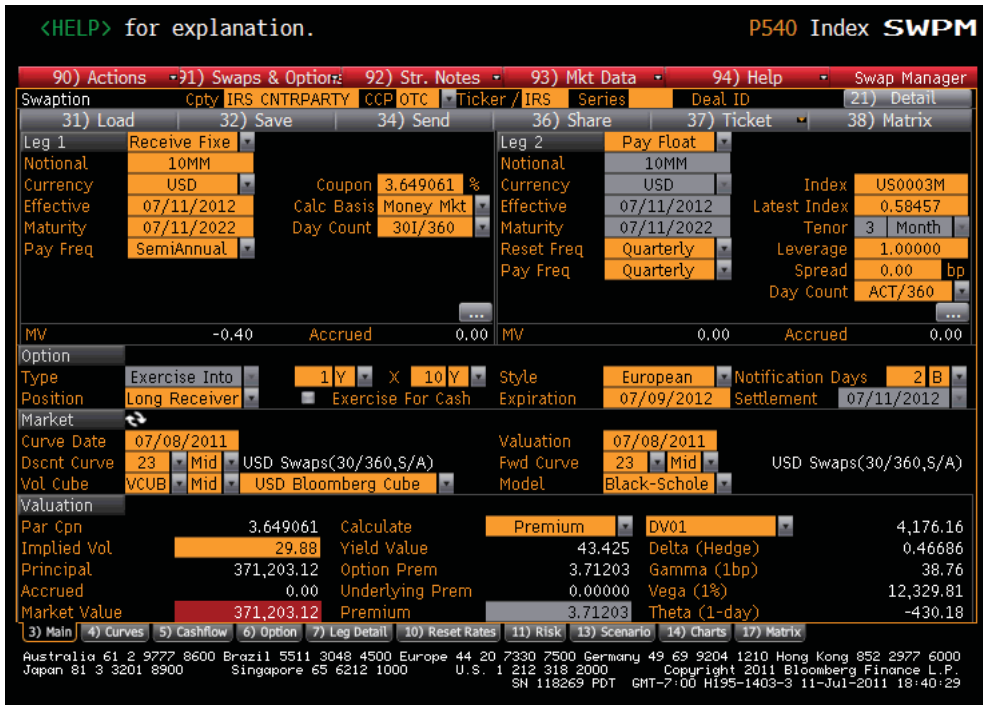 <HELP> for explanation. P540 Index SWPM
90) Actions 91) Swaps & Options 92) Str. Notes 93) Mkt Data 94) Help Swap Manager
Swaption Cpty IRS CNTRPARTY CCP OTC Ticker / IRS Series Deal ID 21) Detail
31) Load 32) Save 34) Send 36) Share 37) Ticket 38) Matrix
Leg 1 Receive Fixe Leg 2 Pay Float
Notional 10MM Notional 10MM
Currency USD Coupon 3.649061 % Currency USD Index US0003M
Effective 07/11/2012 Calc Basis Money Mkt Effective 07/11/2012 Latest Index 0.58457
Maturity 07/11/2022 Day Count 30I/360 Maturity 07/11/2022 Tenor 3 Month
Pay Freq SemiAnnual Reset Freq Quarterly Leverage 1.00000
Pay Freq Quarterly Spread 0.00 bp
Day Count ACT/360
... ...
MV -0.40 Accrued 0.00 MV 0.00 Accrued 0.00
Option
Type Exercise Into 1 Y X 10 Y Style European Notification Days 2 B
Position Long Receiver Exercise For Cash Expiration 07/09/2012 Settlement 07/11/2012
Market
Curve Date 07/08/2011 Valuation 07/08/2011
Dscnt Curve 23 Mid USD Swaps(30/360,S/A) Fwd Curve 23 Mid USD Swaps(30/360,S/A)
Vol Cube VCUB Mid USD Bloomberg Cube Model Black-Schole
Valuation
Par Cpn 3.649061 Calculate Premium DV01 4,176.16
Implied Vol 29.88 Yield Value 43.425 Delta (Hedge) 0.46686
Principal 371,203.12 Option Prem 3.71203 Gamma (1bp) 38.76
Accrued 0.00 Underlying Prem 0.00000 Vega (1%) 12,329.81
Market Value 371,203.12 Premium 3.71203 Theta (1-day) -430.18
3) Main 4) Curves 5) Cashflow 6) Option 7) Leg Detail 10) Reset Rates 11) Risk 13) Scenario 14) Charts 17) Matrix
Australia 61 2 9777 8600 Brazil 5511 3048 4500 Europe 44 20 7330 7500 Germany 49 69 9204 1210 Hong Kong 852 2977 6000
Japan 81 3 3201 8900 Singapore 65 6212 1000 U.S. 1 212 318 2000 Copyright 2011 Bloomberg Finance L.P.
SN 118269 PDT GMT-7:00 H195-1403-3 11-Jul-2011 18:40:29